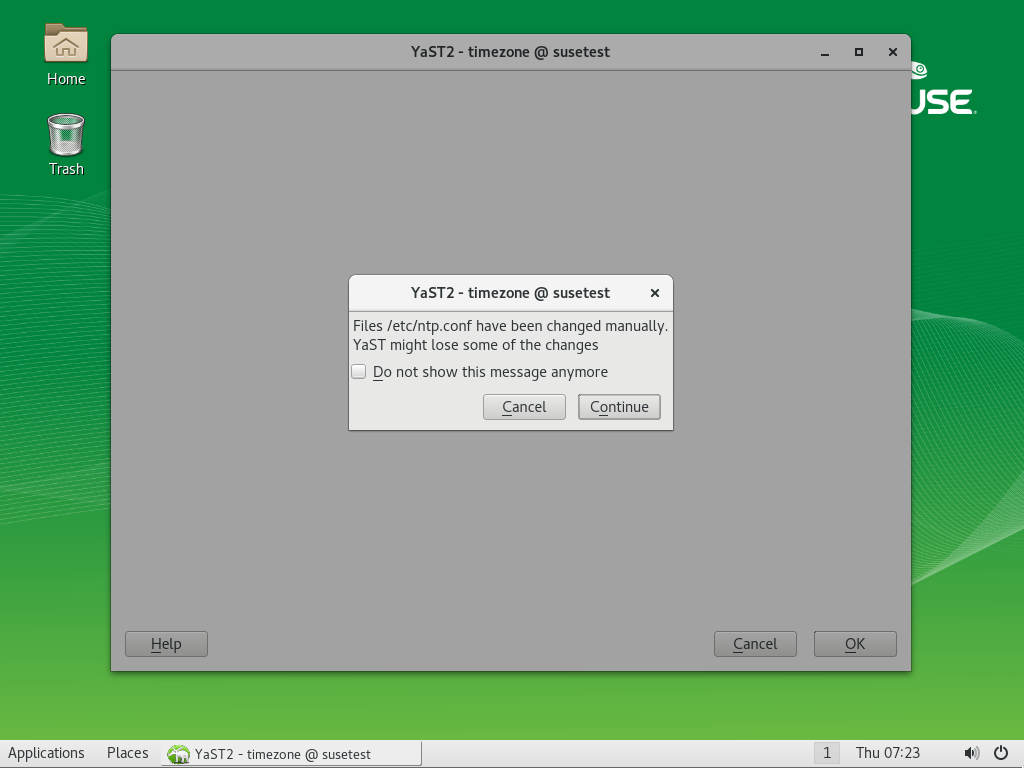 Home
Trash
YaST2 - timezone @ susetest
USE
YaST2 - timezone @ susetest
Files /etc/ntp.conf have been changed manually.
YaST might lose some of the changes
Do not show this message anymore
Cancel
Continue
Help
Cancel
OK
Applications
Places
YaST2 - timezone @ susetest
1
Thu 07:23